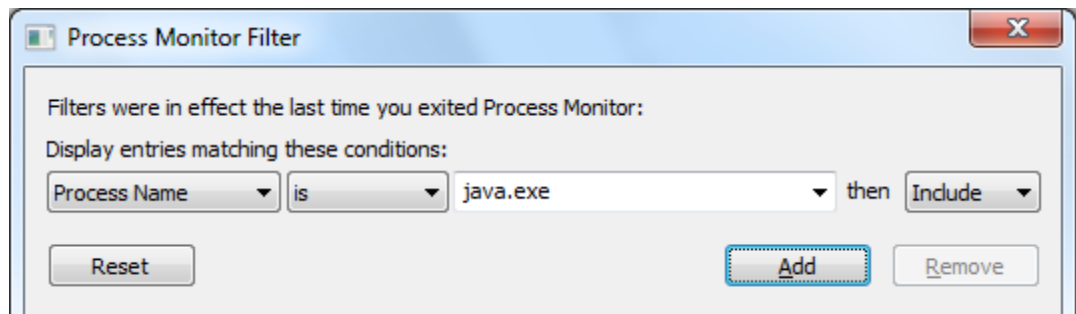 Process Monitor Filter
Filters were in effect the last time you exited Process Monitor:
Display entries matching these conditions:
Process Name is java.exe then Include
Reset Add Remove